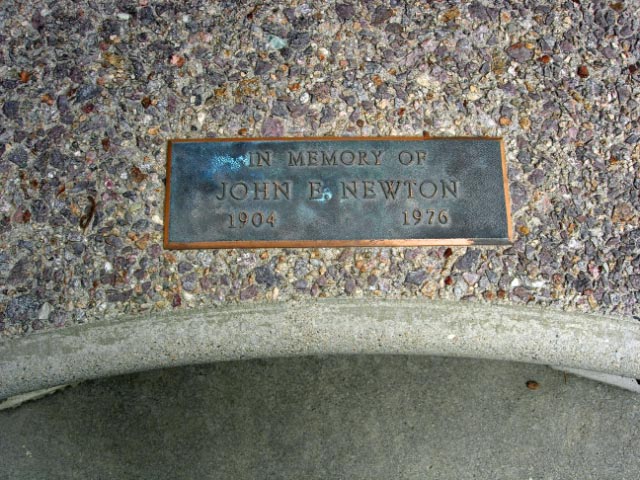 IN MEMORY OF
JOHN E. NEWTON
1904 1976